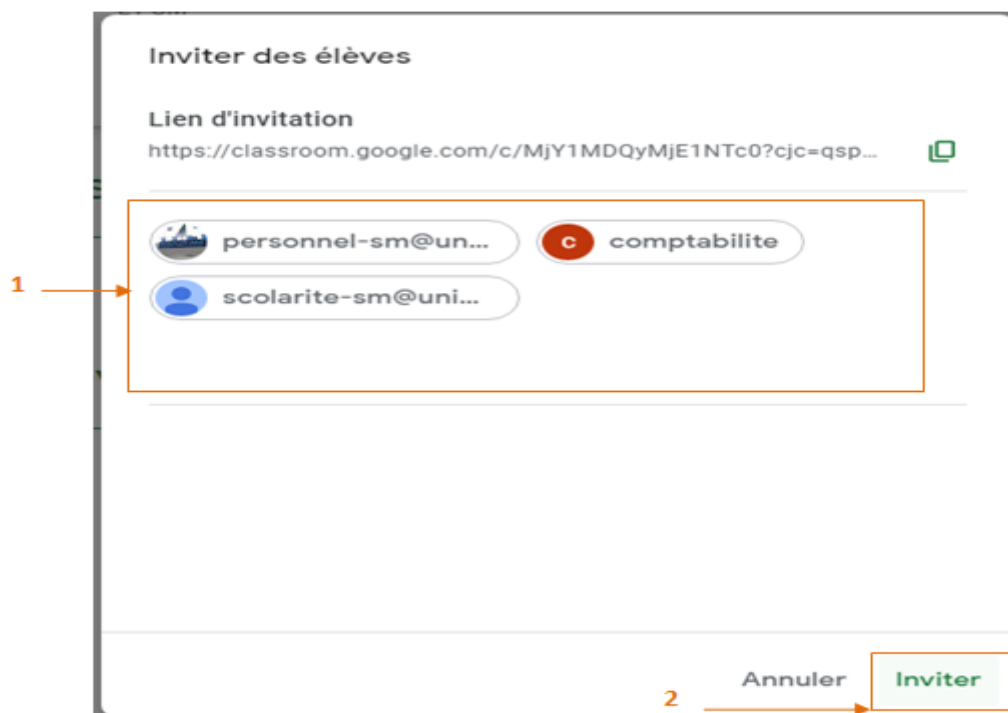 Inviter des élèves
Lien d'invitation
https://classroom.google.com/c/MjY1MDQyMjE1NTc0?cjc=qsp...
personnel-sm@un... c comptabilite
1
scolarite-sm@uni...
Annuler Inviter
2